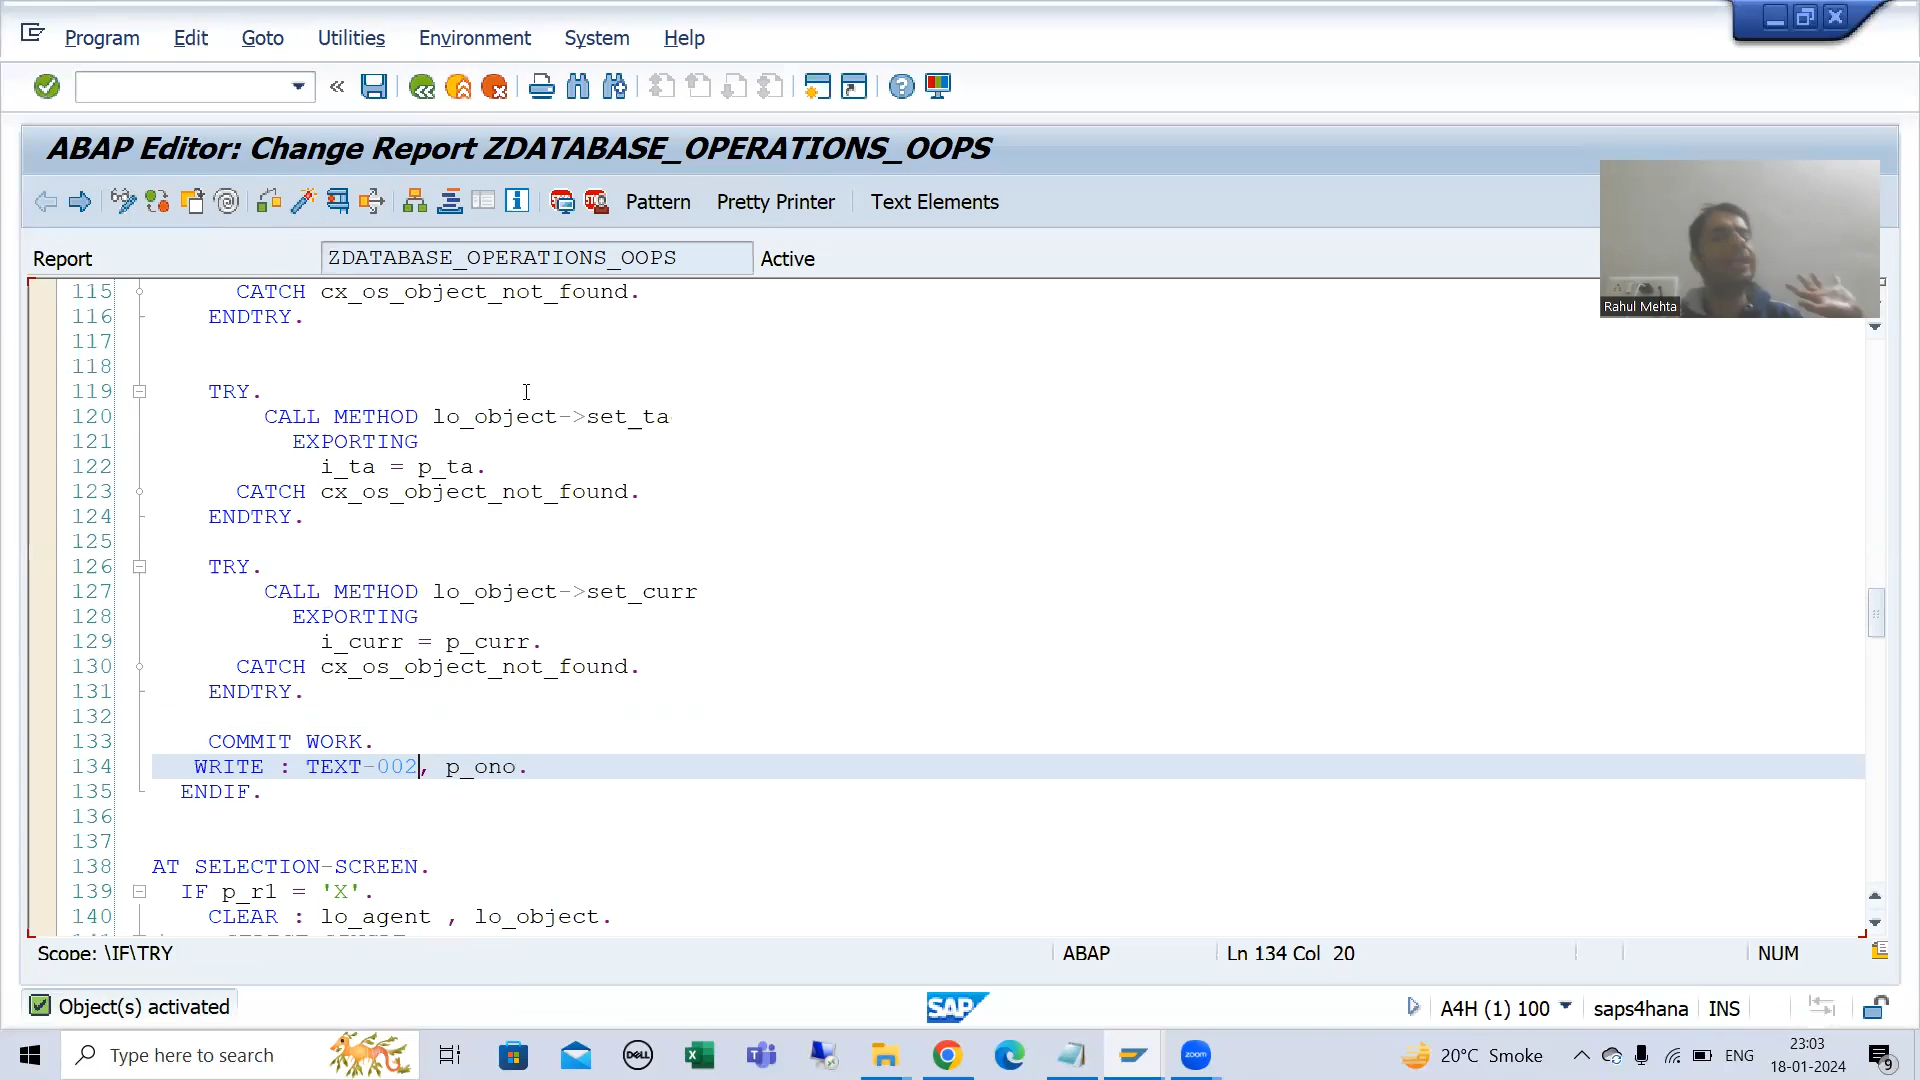 Program Edit Goto Utilities Environment System Help
ABAP Editor: Change Report ZDATABASE_OPERATIONS_OOPS
Pattern Pretty Printer Text Elements
Report ZDATABASE_OPERATIONS_OOPS Active
Rahul Mehta
115 CATCH cx_os_object_not_found.
116 ENDTRY.
117
118
119 TRY.
120 CALL METHOD lo_object->set_ta
121 EXPORTING
122 i_ta = p_ta.
123 CATCH cx_os_object_not_found.
124 ENDTRY.
125
126 TRY.
127 CALL METHOD lo_object->set_curr
128 EXPORTING
129 i_curr = p_curr.
130 CATCH cx_os_object_not_found.
131 ENDTRY.
132
133 COMMIT WORK.
134 WRITE : TEXT-002, p_ono.
135 ENDIF.
136
137
138 AT SELECTION-SCREEN.
139 IF p_r1 = 'X'.
140 CLEAR : lo_agent , lo_object.
Scope: \IF\TRY ABAP Ln 134 Col 20 NUM
Object(s) activated SAP A4H (1) 100 saps4hana INS
Type here to search DELL zoom 20°C Smoke ENG 23:03
18-01-2024 9